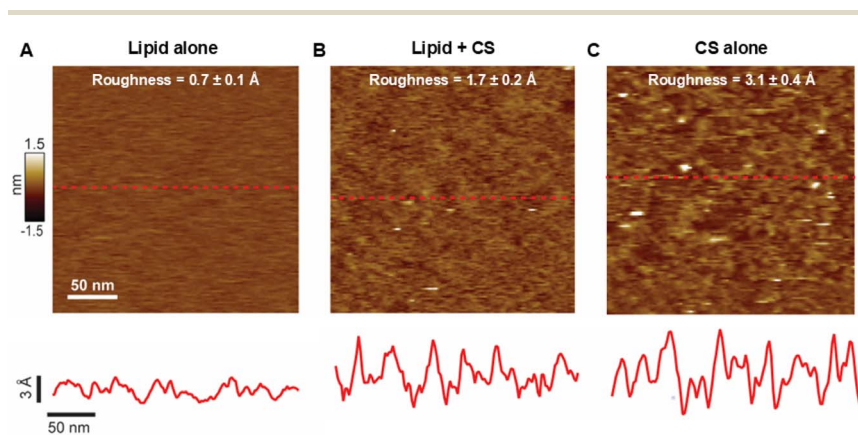 A
Lipid alone
B
Lipid + CS
C
CS alone
Roughness = 0.7 ± 0.1 Å
Roughness = 1.7 ± 0.2 Å
Roughness = 3.1 ± 0.4 Å
1.5
nm
-1.5
50 nm
3 Å
50 nm